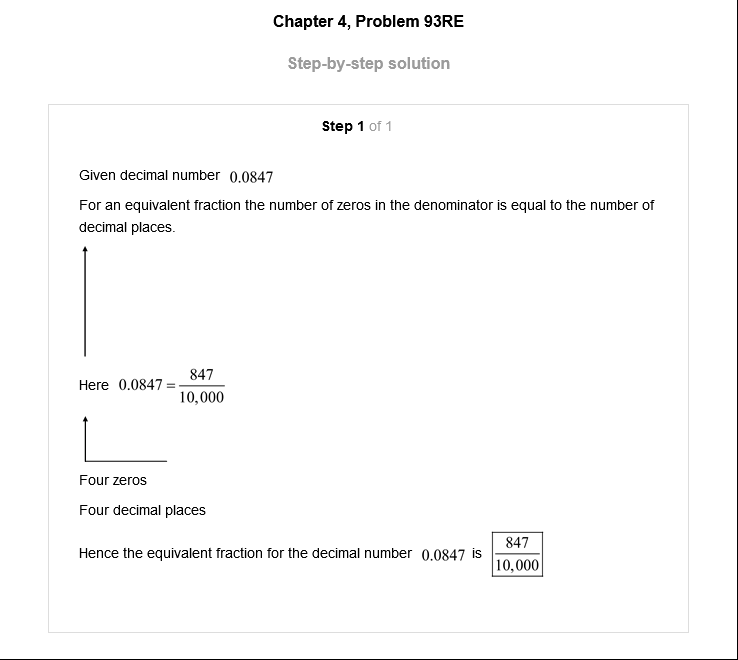 Chapter 4, Problem 93RE
Step-by-step solution
Step 1 of 1
Given decimal number 0.0847
For an equivalent fraction the number of zeros in the denominator is equal to the number of
decimal places.
Here 0.0847 = 847/10,000
Four zeros
Four decimal places
Hence the equivalent fraction for the decimal number 0.0847 is 847/10,000